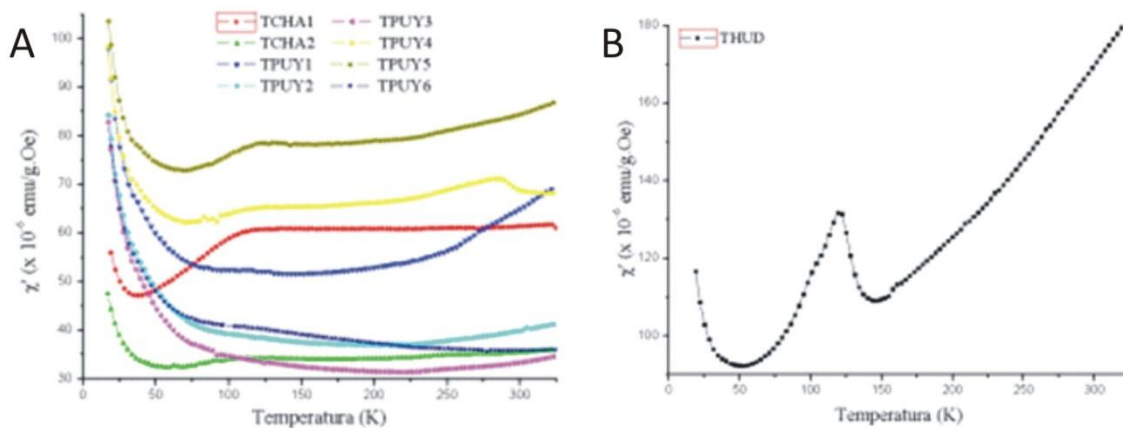 A
TCHA1
TCHA2
TPUY1
TPUY2
TPUY3
TPUY4
TPUY5
TPUY6
100
90
80
70
60
50
40
30
χ' (x 10⁻⁶ emu/g.Oe)
50
100
150
200
250
300
Temperatura (K)
B
THUD
180
160
140
120
100
χ' (x 10⁻⁶ emu/g.Oe)
0
50
100
150
200
250
300
Temperatura (K)